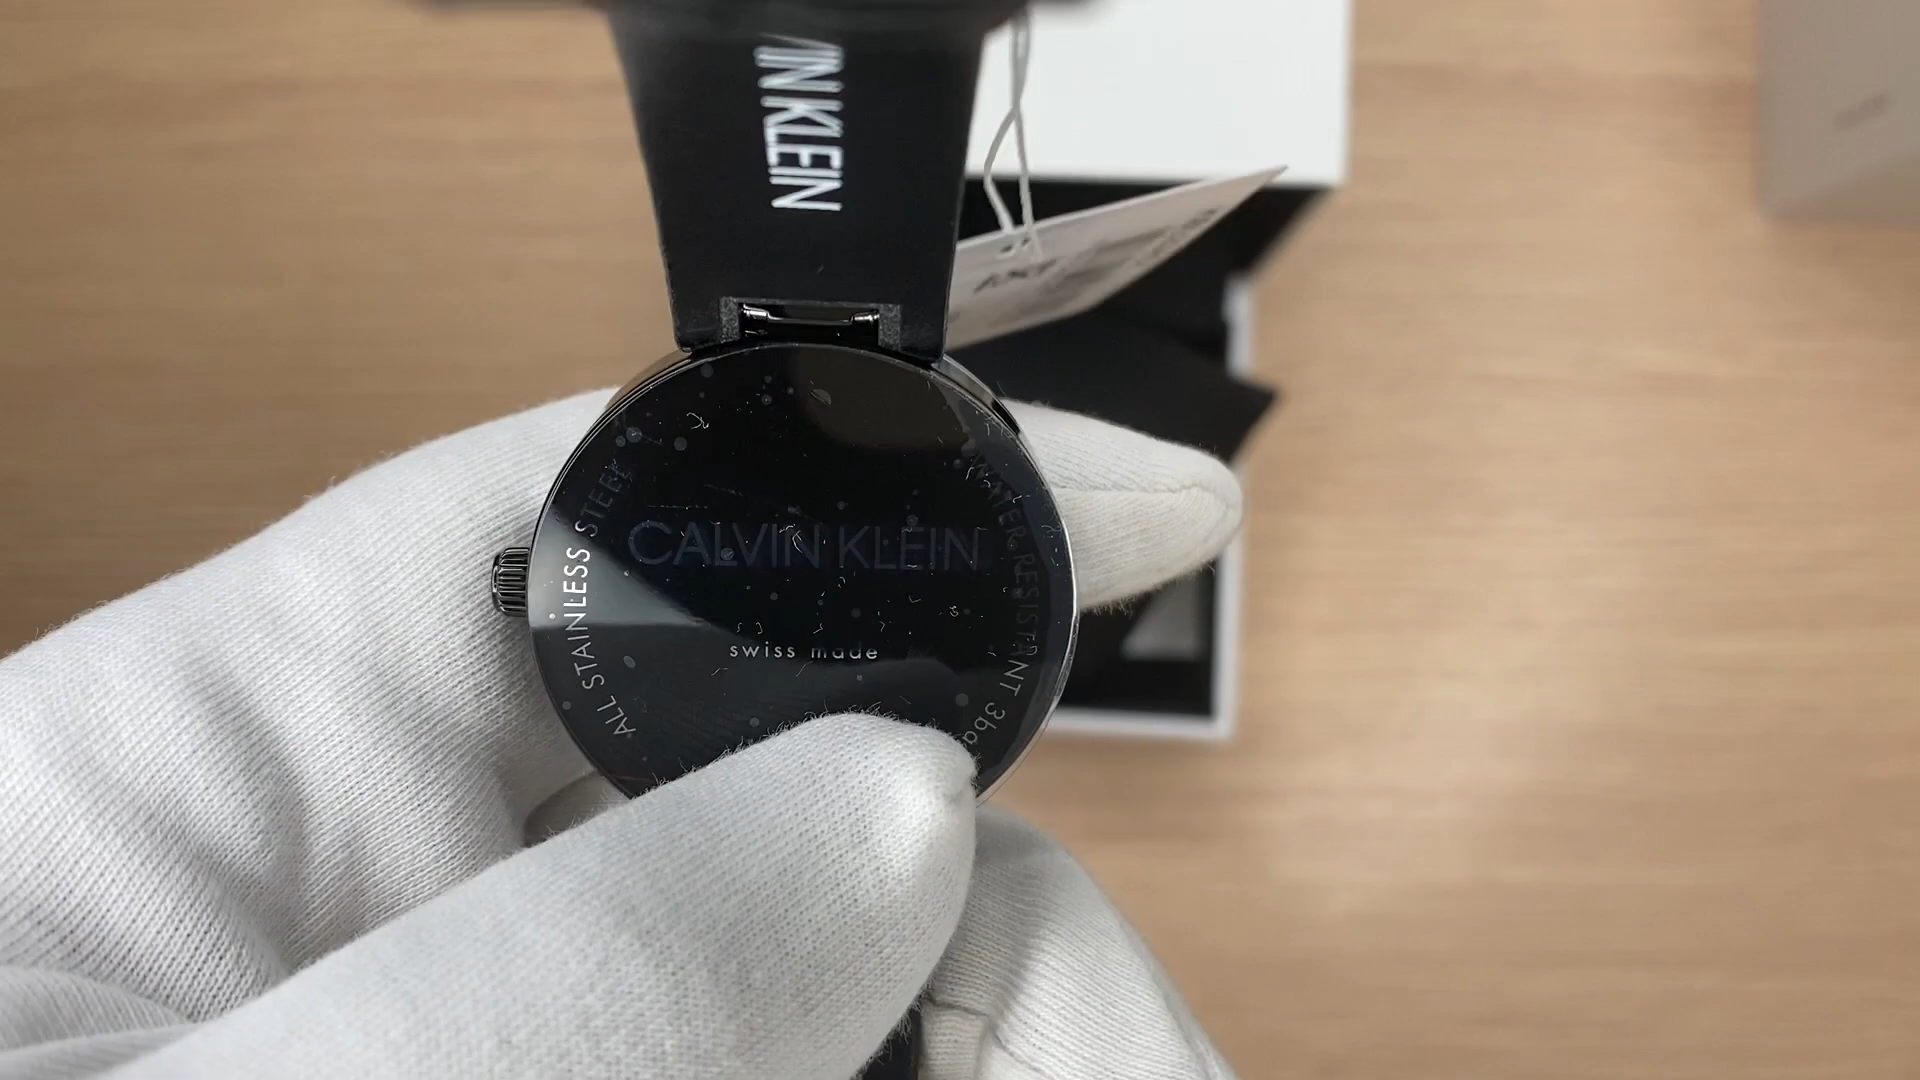 IN KLEIN
ALL STAINLESS STEEL
CALVIN KLEIN
WATER RESISTANT 3ba
swiss made